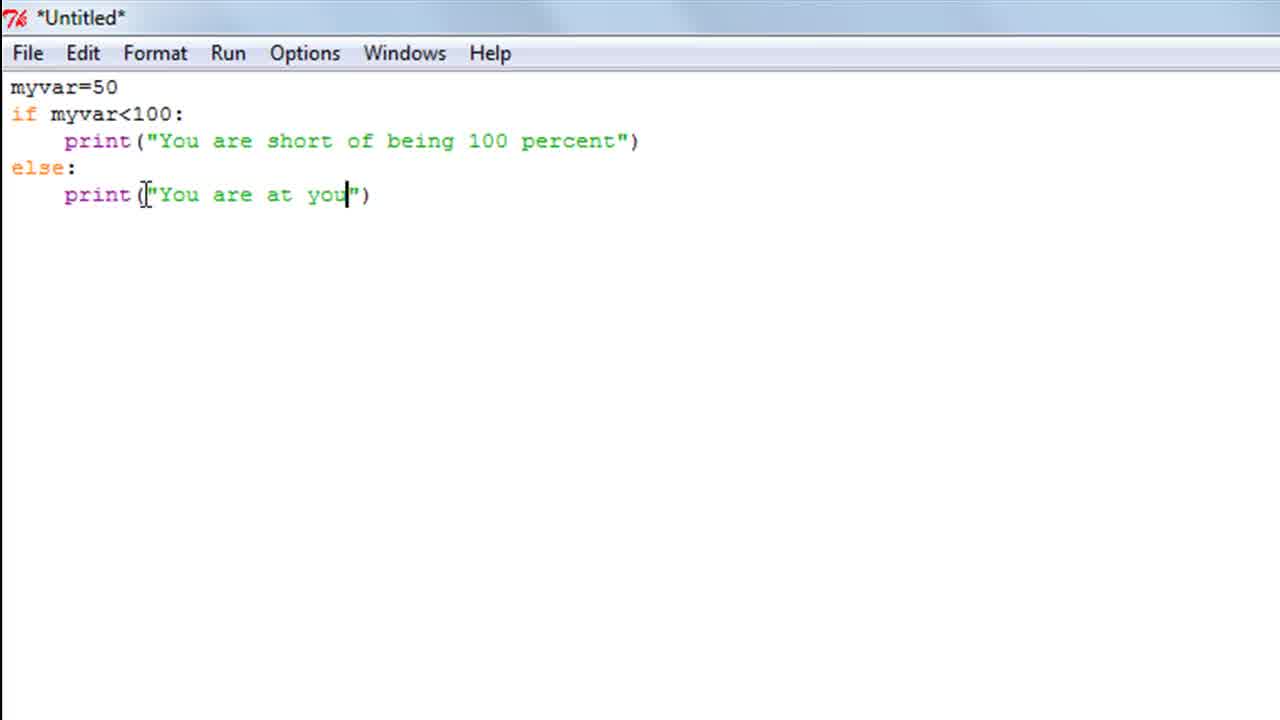 *Untitled*
File Edit Format Run Options Windows Help
myvar=50
if myvar<100:
    print("You are short of being 100 percent")
else:
    print("You are at you")